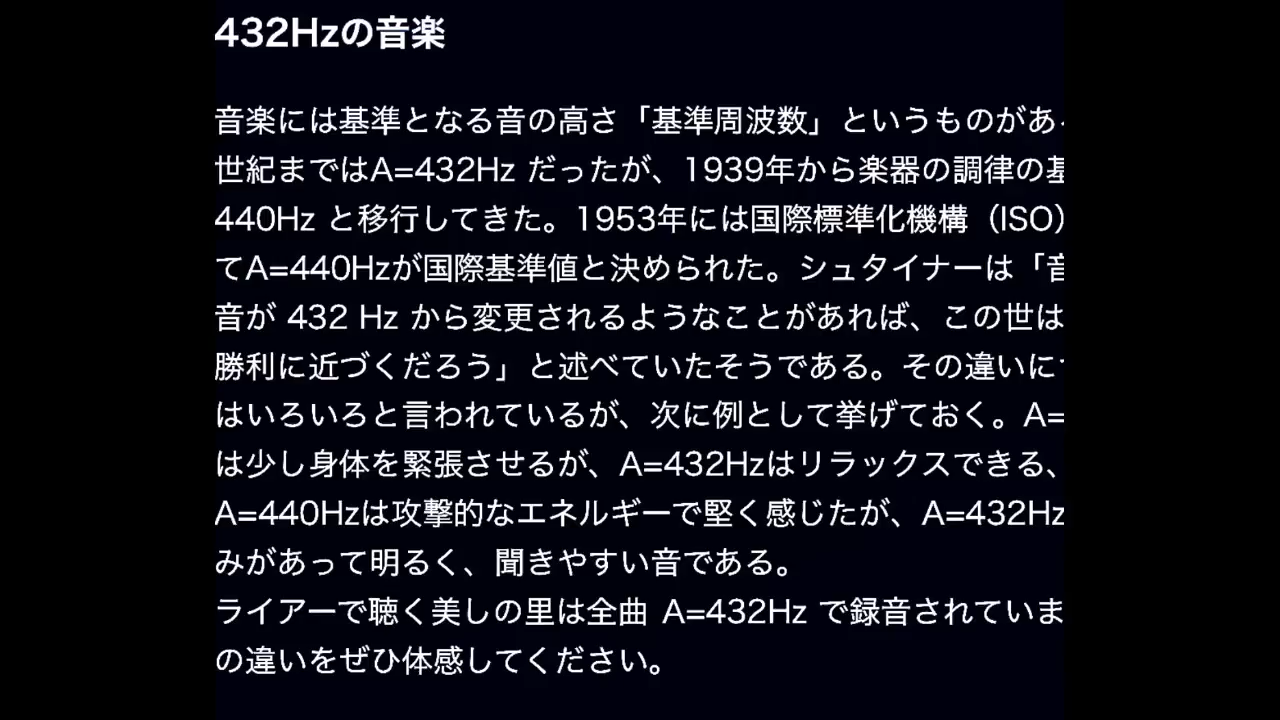 432Hzの音楽
音楽には基準となる音の高さ「基準周波数」というものがある
世紀まではA=432Hz だったが、1939年から楽器の調律の基
440Hz と移行してきた。1953年には国際標準化機構（ISO）
てA=440Hzが国際基準値と決められた。シュタイナーは「音
音が 432 Hz から変更されるようなことがあれば、この世は
勝利に近づくだろう」と述べていたそうである。その違いに
はいろいろと言われているが、次に例として挙げておく。A=
は少し身体を緊張させるが、A=432Hzはリラックスできる、
A=440Hzは攻撃的なエネルギーで堅く感じたが、A=432Hz
みがあって明るく、聞きやすい音である。
ライアーで聴く美しの里は全曲 A=432Hz で録音されていま
の違いをぜひ体感してください。